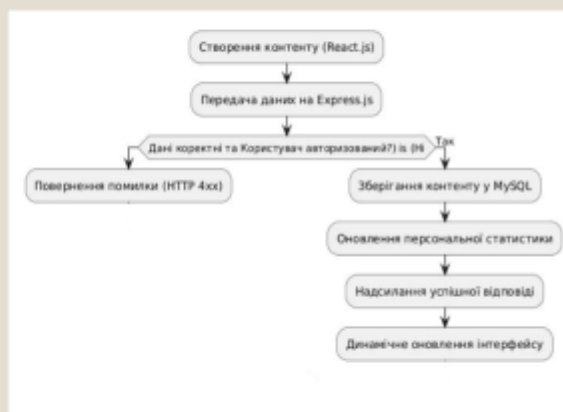 Створення контенту (React.js)
Передача даних на Express.js
Дані коректні та Користувач авторизований?) is (Ні
Так
Повернення помилки (HTTP 4xx)
Зберігання контенту у MySQL
Оновлення персональної статистики
Надсилання успішної відповіді
Динамічне оновлення інтерфейсу